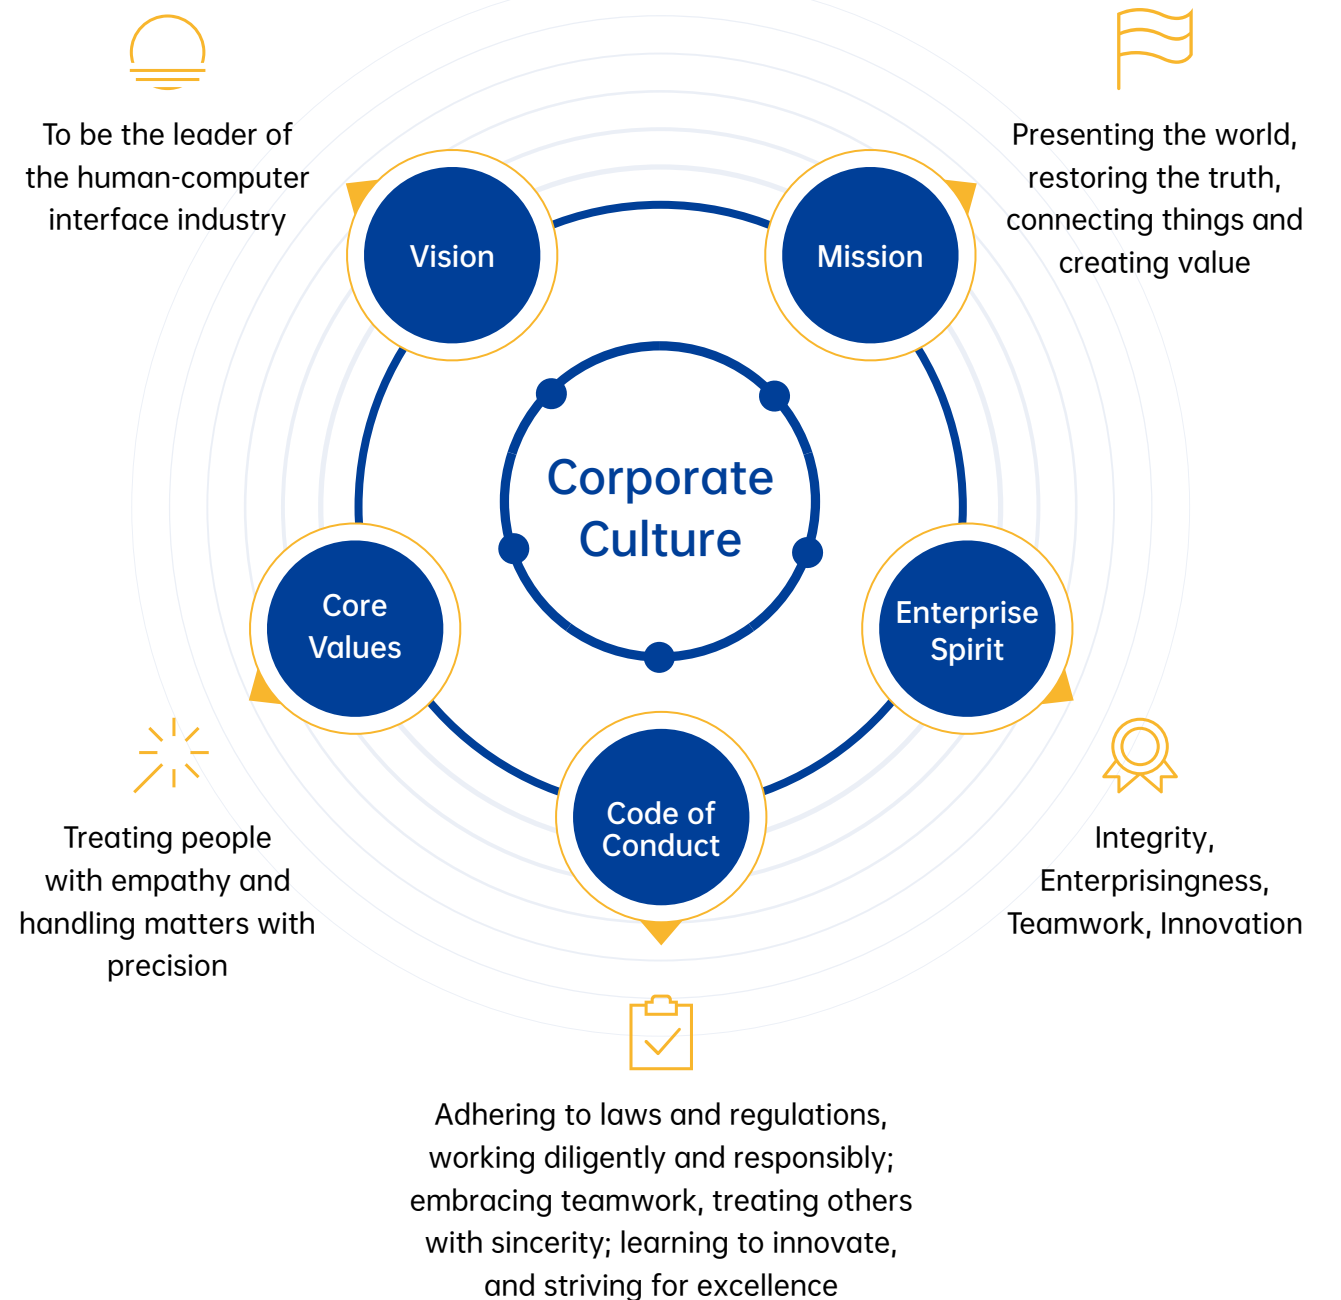 To be the leader of
the human-computer
interface industry
Presenting the world,
restoring the truth,
connecting things and
creating value
Vision
Mission
Corporate
Culture
Core
Values
Enterprise
Spirit
Code of
Conduct
Treating people
with empathy and
handling matters with
precision
Integrity,
Enterprisingness,
Teamwork, Innovation
Adhering to laws and regulations,
working diligently and responsibly;
embracing teamwork, treating others
with sincerity; learning to innovate,
and striving for excellence